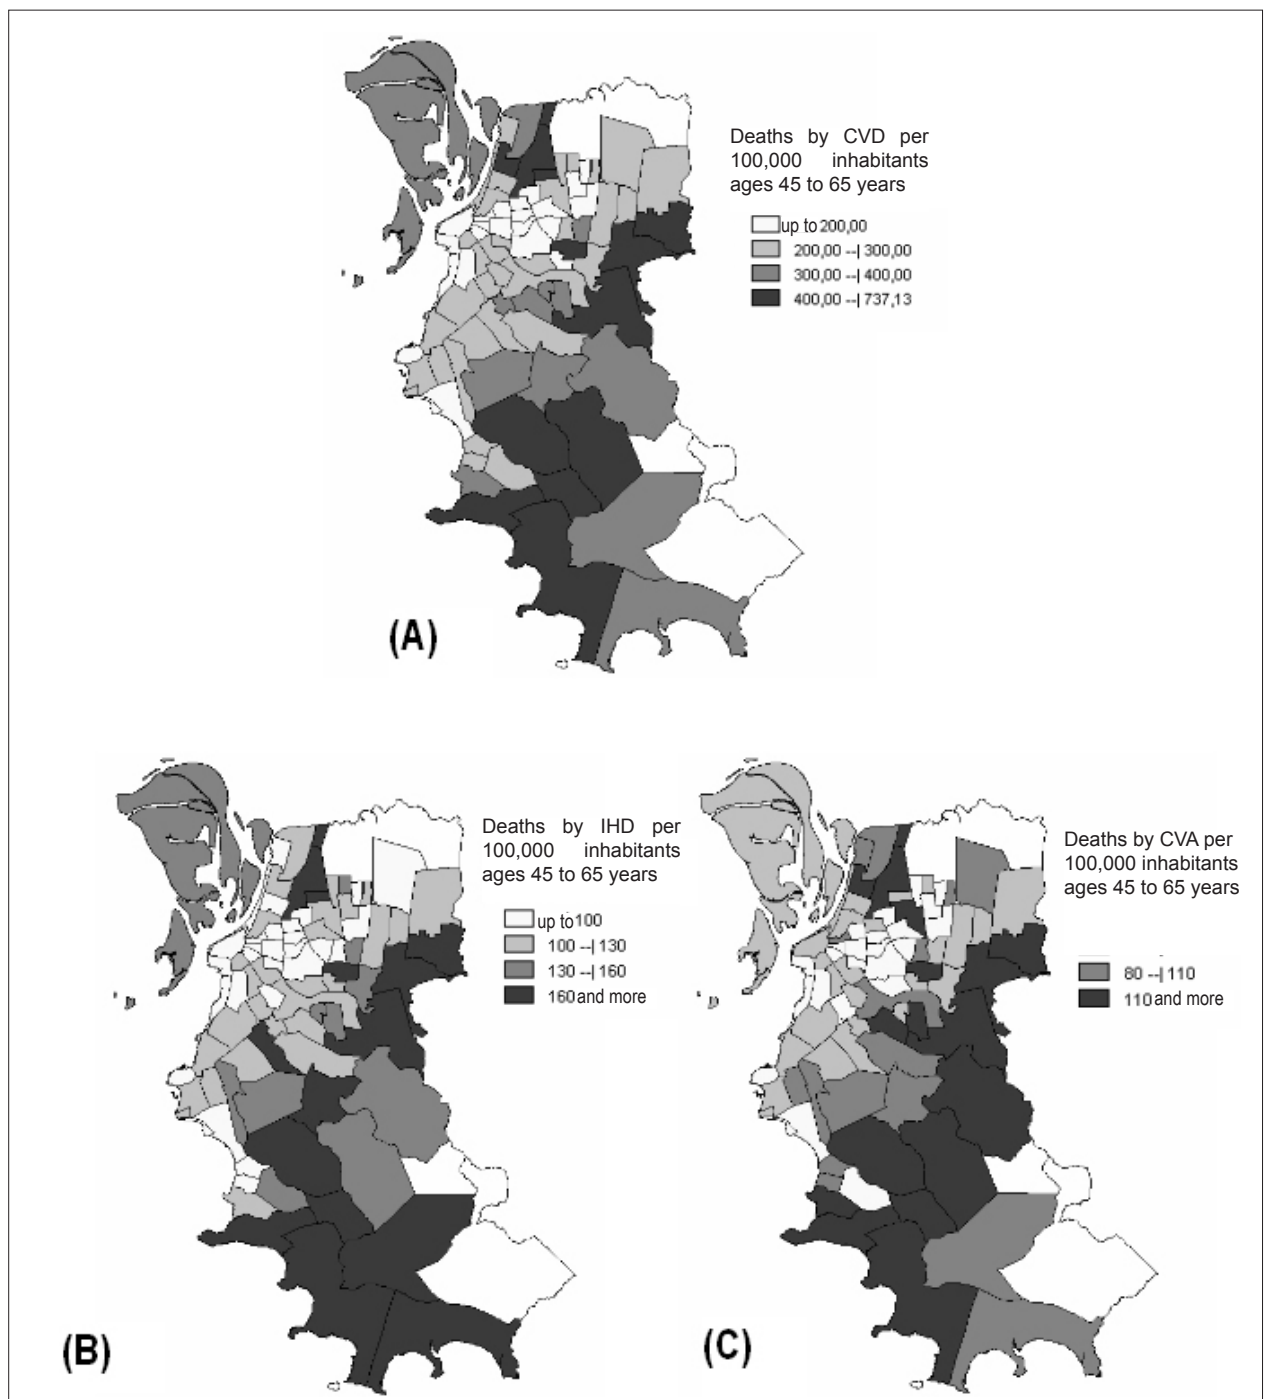 Deaths by CVD per
100,000 inhabitants
ages 45 to 65 years
up to 200,00
200,00 --| 300,00
300,00 --| 400,00
400,00 --| 737,13
(A)
Deaths by IHD per
100,000 inhabitants
ages 45 to 65 years
up to 100
100 --| 130
130 --| 160
160 and more
(B)
Deaths by CVA per
100,000 inhabitants
ages 45 to 65 years
80 --| 110
110 and more
(C)